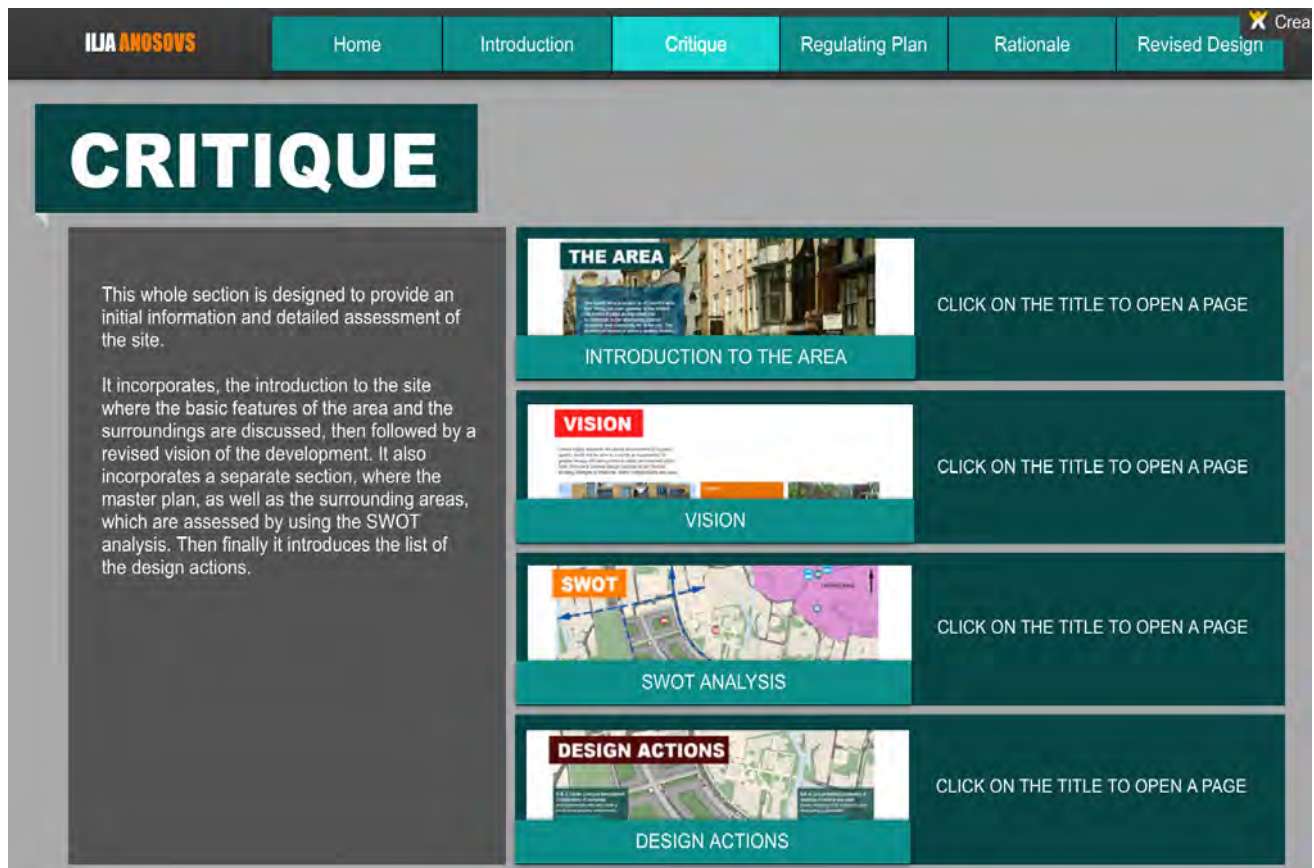 ILJA ANOSOVS
Home
Introduction
Critique
Regulating Plan
Rationale
Revised Design
Crea
CRITIQUE
This whole section is designed to provide an
initial information and detailed assessment of
the site.
It incorporates, the introduction to the site
where the basic features of the area and the
surroundings are discussed, then followed by a
revised vision of the development. It also
incorporates a separate section, where the
master plan, as well as the surrounding areas,
which are assessed by using the SWOT
analysis. Then finally it introduces the list of
the design actions.
THE AREA
INTRODUCTION TO THE AREA
CLICK ON THE TITLE TO OPEN A PAGE
VISION
VISION
CLICK ON THE TITLE TO OPEN A PAGE
SWOT
SWOT ANALYSIS
CLICK ON THE TITLE TO OPEN A PAGE
DESIGN ACTIONS
DESIGN ACTIONS
CLICK ON THE TITLE TO OPEN A PAGE